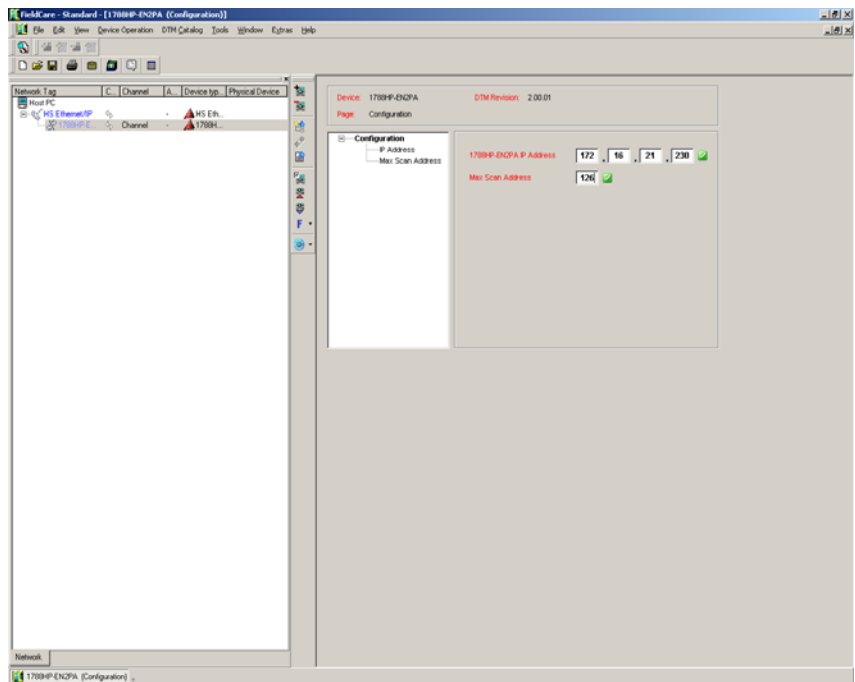 FieldCare - Standard - [1788HP-EN2PA (Configuration)]
File Edit View Device Operation DTM Catalog Tools Window Extras Help
Network Tag C... Channel A... Device typ... Physical Device
Host PC
HS Ethernet/IP - HS Eth...
1788HP-E... Channel - 1788H...
F
Device: 1788HP-EN2PA DTM Revision: 2.00.01
Page: Configuration
Configuration
IP Address
Max Scan Address
1788HP-EN2PA IP Address 172 . 16 . 21 . 230
Max Scan Address 126
Network
1788HP-EN2PA (Configuration)